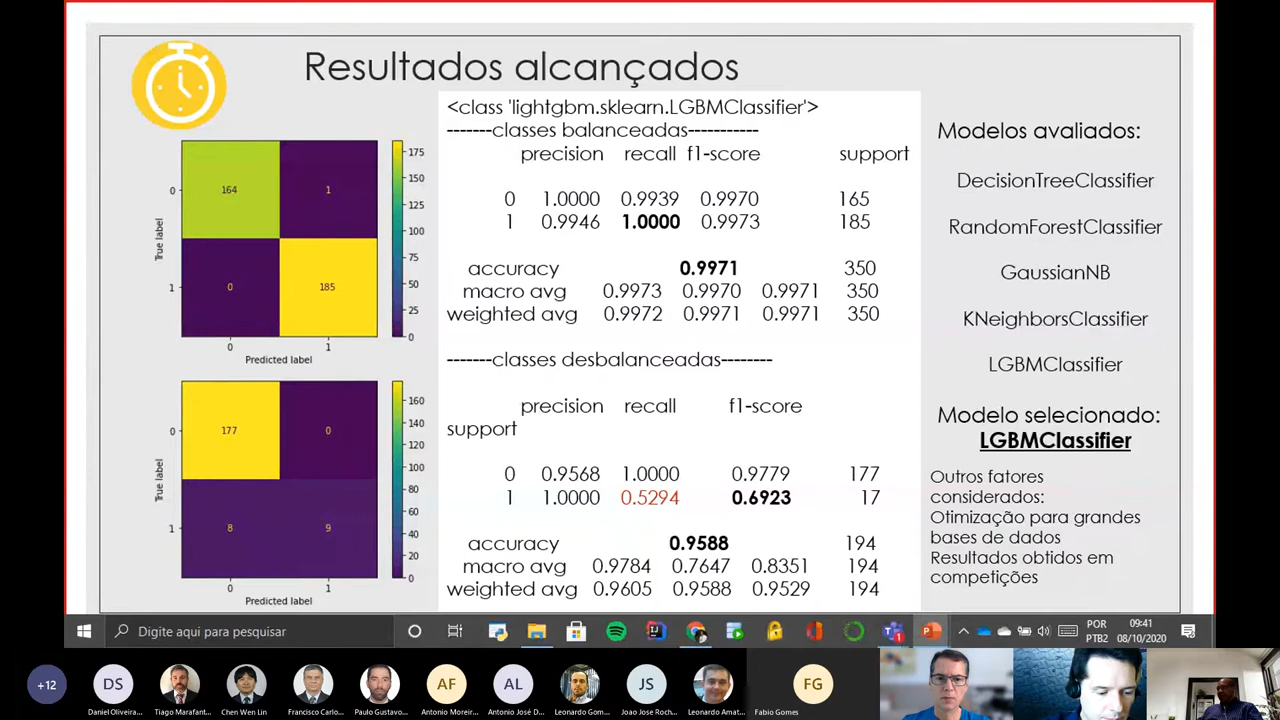 Resultados alcançados
<class 'lightgbm.sklearn.LGBMClassifier'>
-------classes balanceadas-----------
precision recall f1-score support
0 1.0000 0.9939 0.9970 165
1 0.9946 1.0000 0.9973 185
accuracy 0.9971 350
macro avg 0.9973 0.9970 0.9971 350
weighted avg 0.9972 0.9971 0.9971 350
-------classes desbalanceadas--------
precision recall f1-score
support
0 0.9568 1.0000 0.9779 177
1 1.0000 0.5294 0.6923 17
accuracy 0.9588 194
macro avg 0.9784 0.7647 0.8351 194
weighted avg 0.9605 0.9588 0.9529 194
True label
0 164 1
1 0 185
0 1
Predicted label
175
150
125
100
75
50
25
0
True label
0 177 0
1 8 9
0 1
Predicted label
160
140
120
100
80
60
40
20
0
Modelos avaliados:
DecisionTreeClassifier
RandomForestClassifier
GaussianNB
KNeighborsClassifier
LGBMClassifier
Modelo selecionado:
LGBMClassifier
Outros fatores
considerados:
Otimização para grandes
bases de dados
Resultados obtidos em
competições
Digite aqui para pesquisar
POR
PTB2
09:41
08/10/2020
+12
DS
AF
AL
JS
FG
Daniel Oliveira...
Tiago Marafant...
Chen Wen Lin
Francisco Carlo...
Paulo Gustavo...
Antonio Moreir...
Antonio José D...
Leonardo Gom...
Joao Jose Roch...
Leonardo Amat...
Fabio Gomes